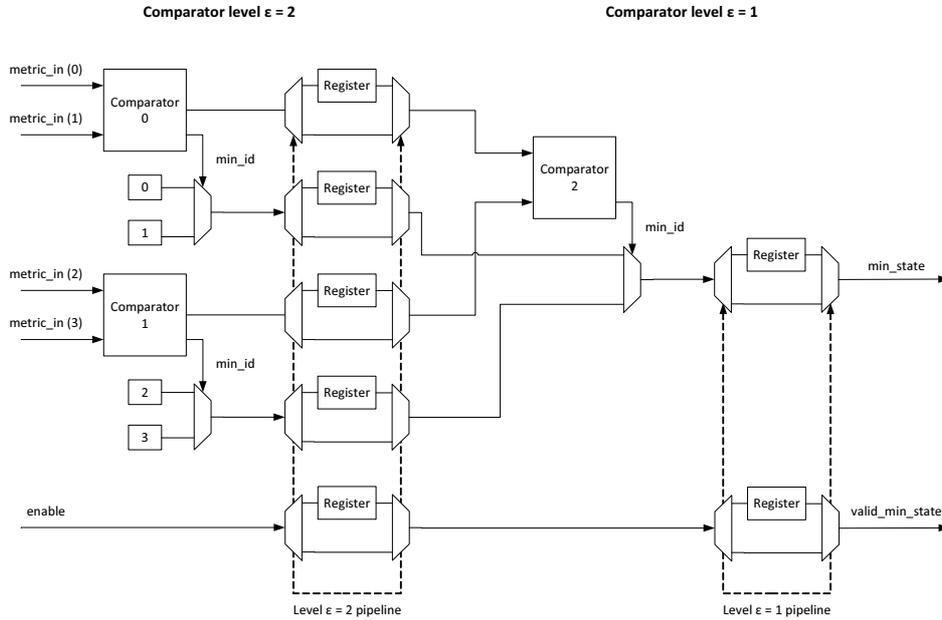 Comparator level ε = 2
Comparator level ε = 1
metric_in (0)
metric_in (1)
Comparator
0
Register
min_id
0
1
Register
Comparator
2
min_id
metric_in (2)
metric_in (3)
Comparator
1
Register
Register
min_state
min_id
2
3
Register
enable
Register
Register
valid_min_state
Level ε = 2 pipeline
Level ε = 1 pipeline